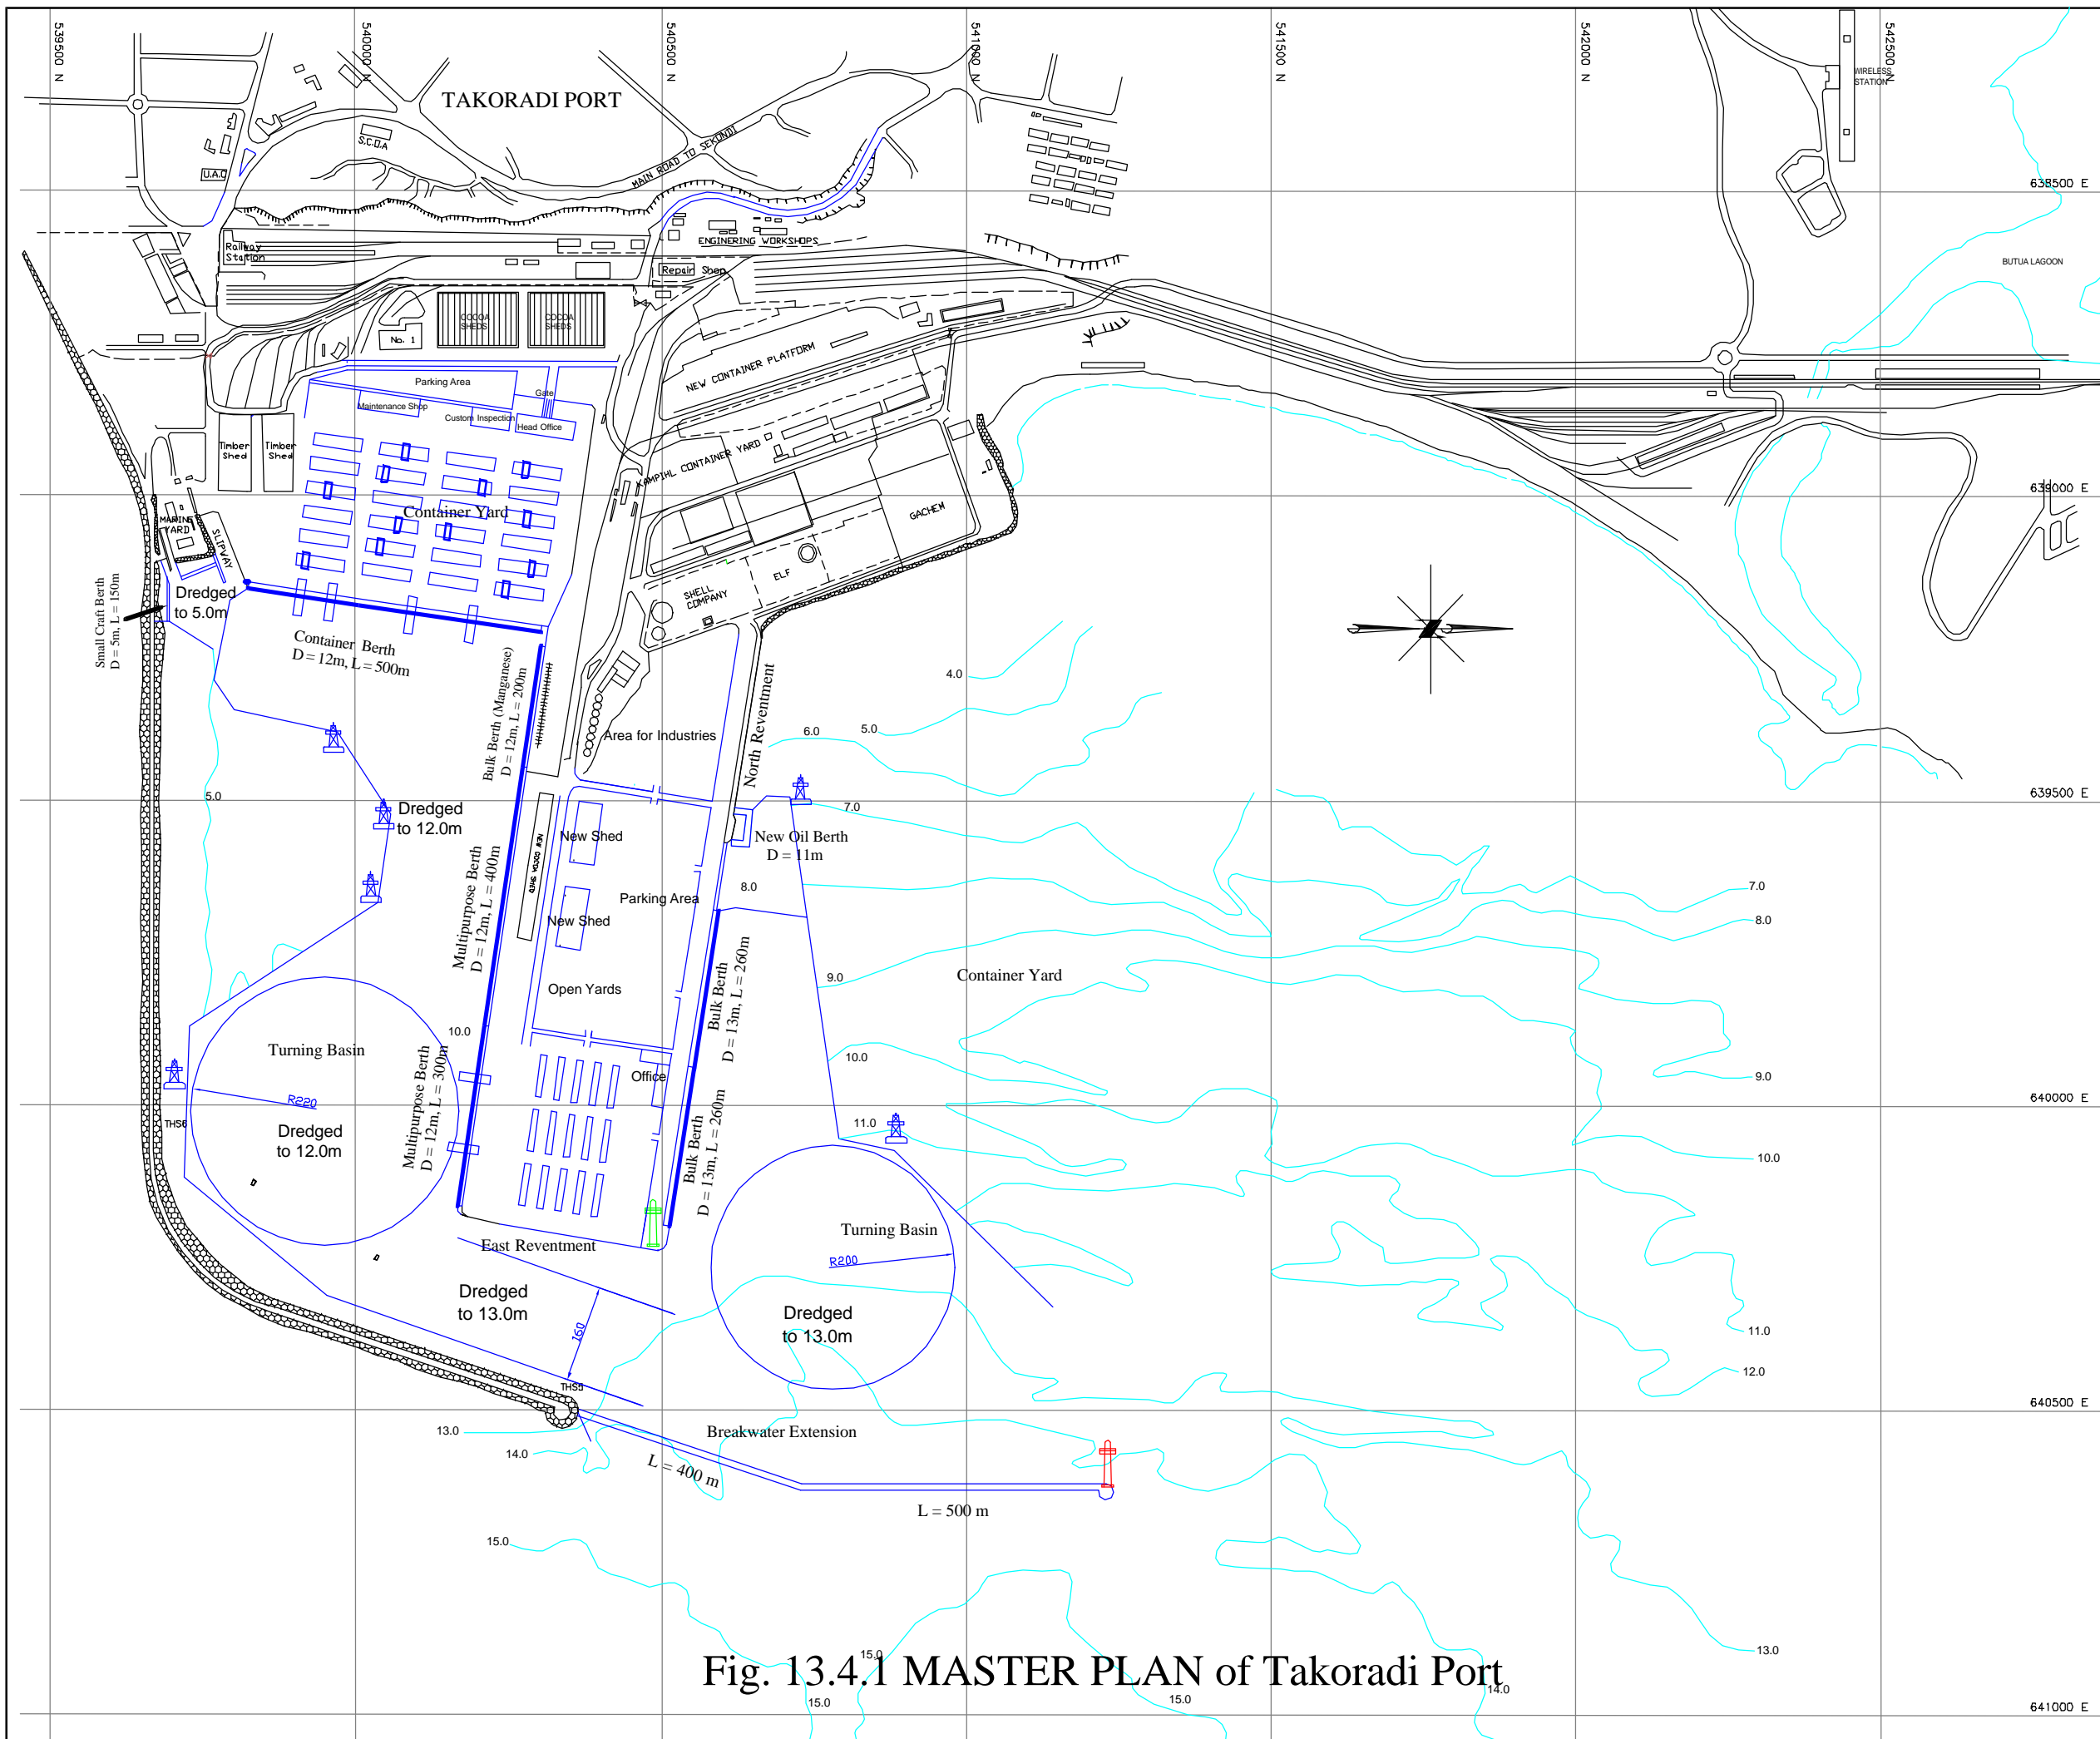 539500 N
540000 N
540500 N
541000 N
541500 N
542000 N
542500 N
WIRELESS
STATION
TAKORADI PORT
S.C.O.A
U.A.C
MAIN ROAD TO SEKONDI
635500 E
Railway
Station
ENGINERING WORKSHOPS
Repair Shop
BUTUA LAGOON
COCOA
SHEDS
COCOA
SHEDS
No. 1
NEW CONTAINER PLATFORM
Parking Area
Gate
Maintenance Shop
Custom Inspection
Head Office
Timber
Shed
Timber
Shed
KAMPIHL CONTAINER YARD
639000 E
Container Yard
GACHEM
MARINE
YARD
SLIPWAY
ELF
SHELL
COMPANY
Small Craft Berth
D = 5m, L = 150m
Dredged
to 5.0m
Container Berth
D = 12m, L = 500m
Bulk Berth (Manganese)
D = 12m, L = 200m
North Reventment
4.0
5.0
6.0
Area for Industries
5.0
Dredged
to 12.0m
639500 E
7.0
New Shed
NEW COCOA SHED
New Oil Berth
D = 11m
8.0
7.0
8.0
Multipurpose Berth
D = 12m, L = 400m
Parking Area
New Shed
Bulk Berth
D = 13m, L = 260m
9.0
Container Yard
Open Yards
10.0
Turning Basin
Multipurpose Berth
D = 12m, L = 300m
10.0
Office
9.0
R220
640000 E
THS6
Dredged
to 12.0m
11.0
Bulk Berth
D = 13m, L = 260m
10.0
Turning Basin
East Reventment
R200
Dredged
to 13.0m
Dredged
to 13.0m
160
11.0
12.0
THS5
640500 E
13.0
14.0
Breakwater Extension
L = 400 m
L = 500 m
15.0
15.0
13.0
Fig. 13.4.1 MASTER PLAN of Takoradi Port
14.0
15.0
15.0
641000 E